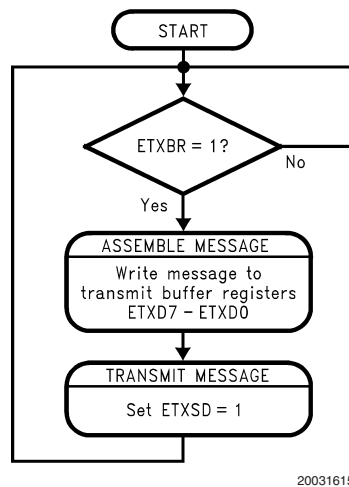 START
ETXBR = 1?
No
Yes
ASSEMBLE MESSAGE
Write message to
transmit buffer registers
ETXD7 – ETXD0
TRANSMIT MESSAGE
Set ETXSD = 1
20031615